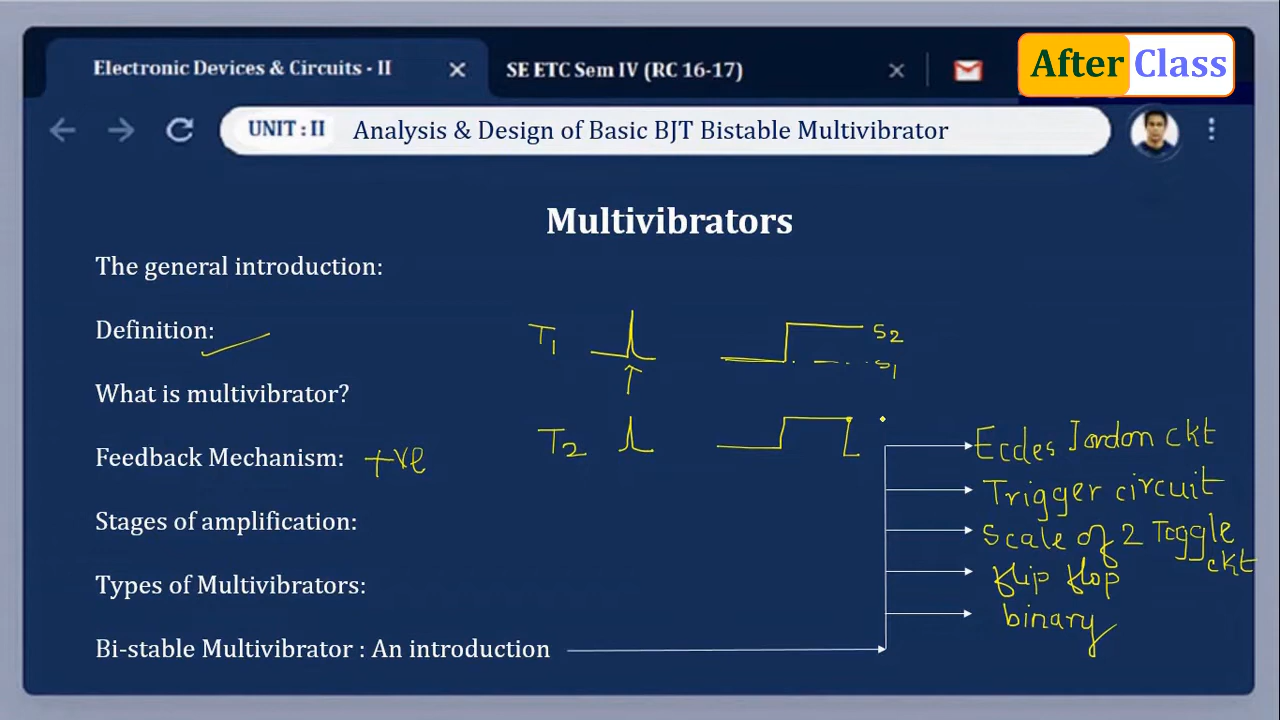 Electronic Devices & Circuits - II
SE ETC Sem IV (RC 16-17)
After Class
UNIT : II Analysis & Design of Basic BJT Bistable Multivibrator
Multivibrators
The general introduction:
Definition:
T1
S2
S1
What is multivibrator?
T2
Feedback Mechanism: +ve
Stages of amplification:
Types of Multivibrators:
Bi-stable Multivibrator : An introduction
Eccles Jordon ckt
Trigger circuit
Scale of 2 Toggle
ckt
flip flop
binary